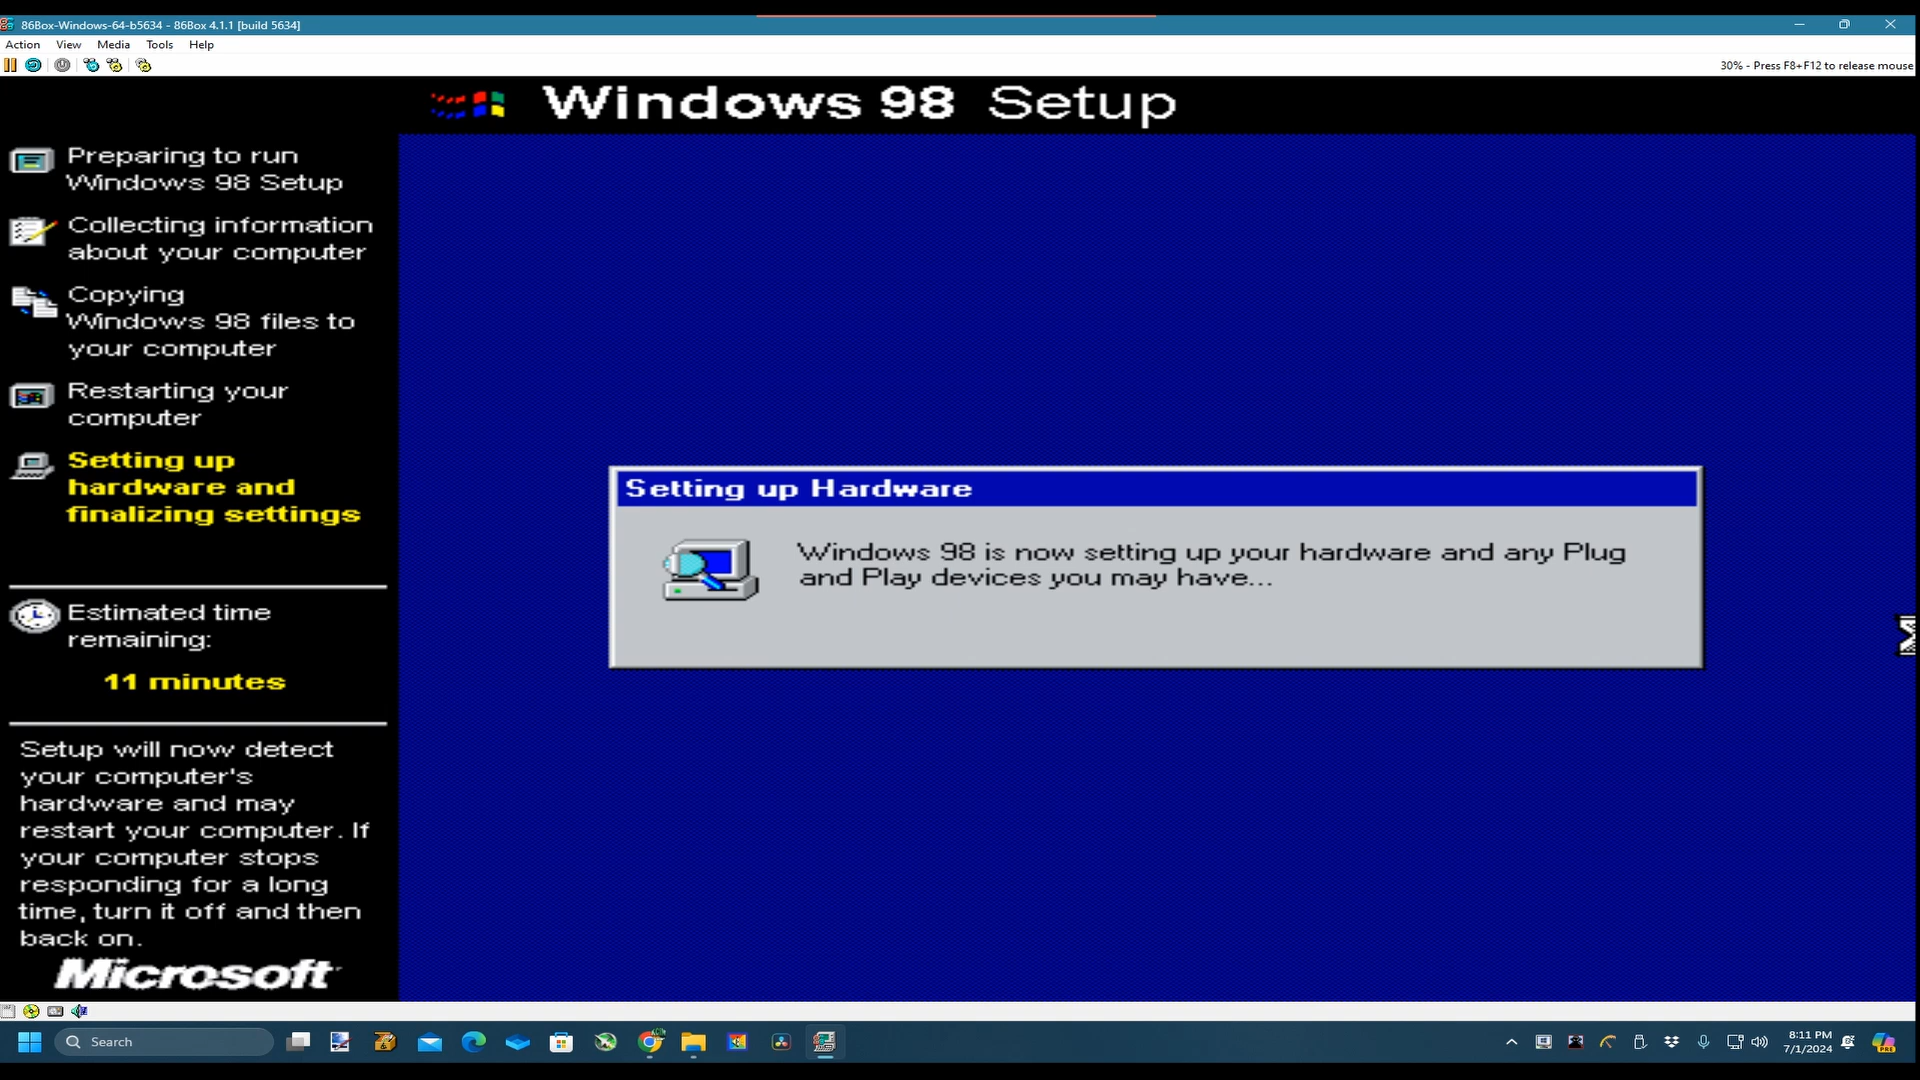 86Box-Windows-64-b5634 - 86Box 4.1.1 [build 5634]
Action View Media Tools Help
30% - Press F8+F12 to release mouse
Windows 98 Setup
Preparing to run
Windows 98 Setup
Collecting information
about your computer
Copying
Windows 98 files to
your computer
Restarting your
computer
Setting up
hardware and
finalizing settings
Estimated time
remaining:
11 minutes
Setup will now detect
your computer's
hardware and may
restart your computer. If
your computer stops
responding for a long
time, turn it off and then
back on.
Microsoft
Setting up Hardware
Windows 98 is now setting up your hardware and any Plug
and Play devices you may have...
Search
8:11 PM
7/1/2024